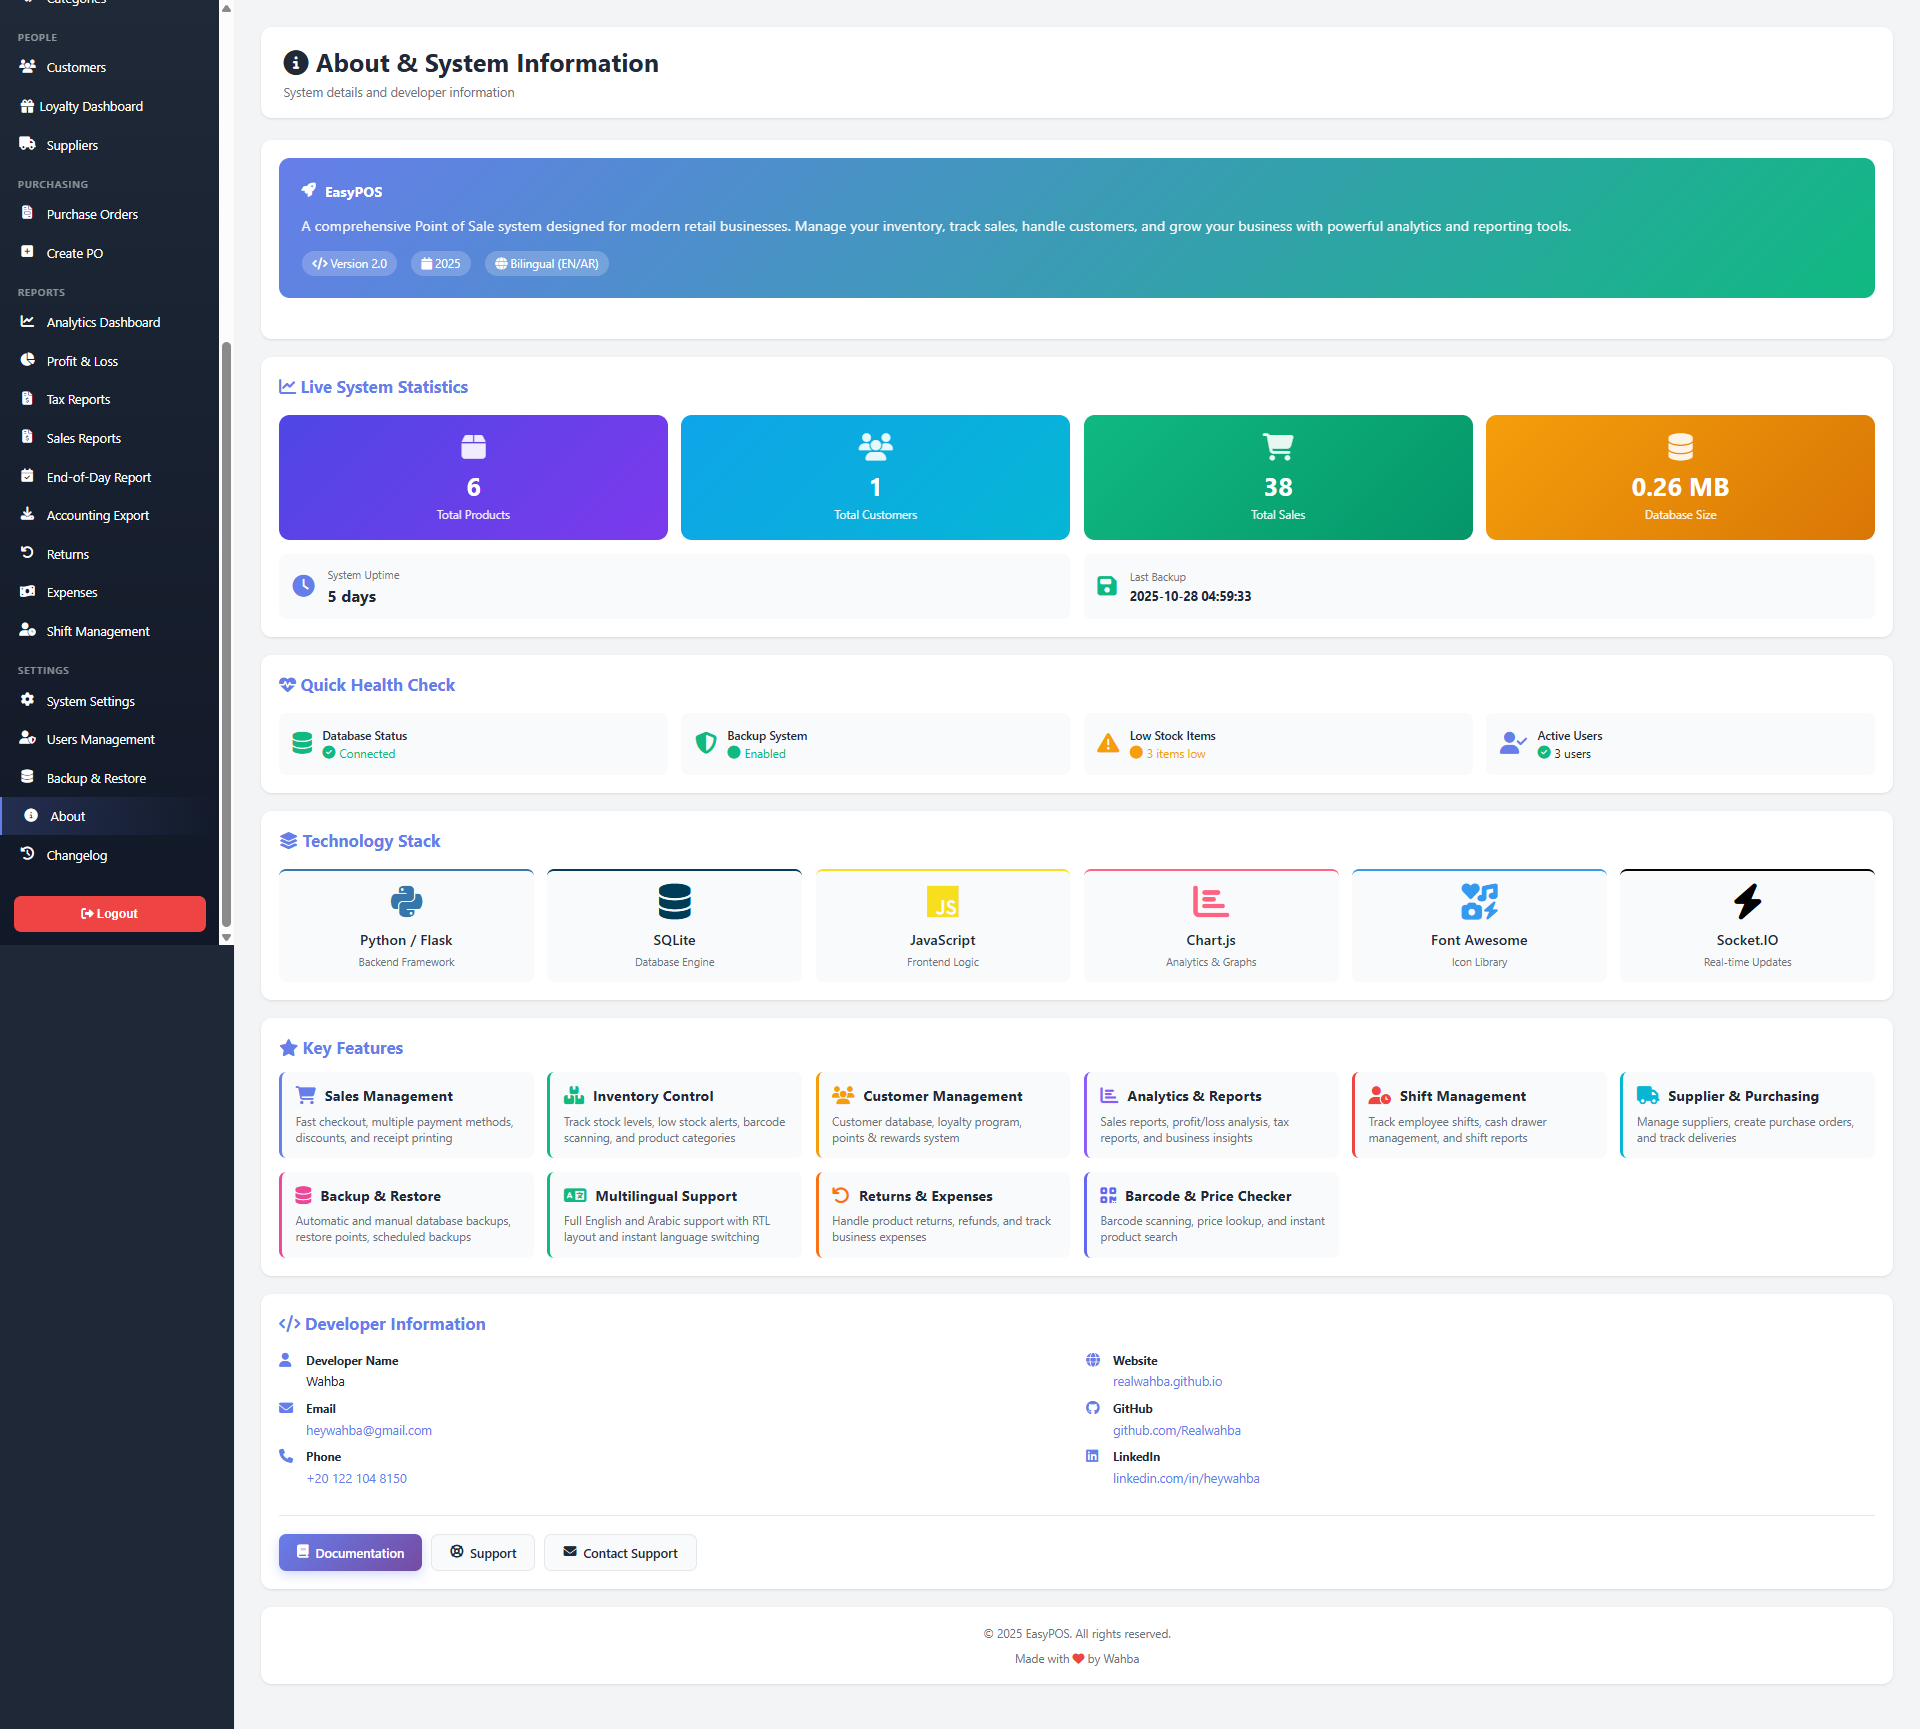 Categories
PEOPLE
Customers
Loyalty Dashboard
Suppliers
PURCHASING
Purchase Orders
Create PO
REPORTS
Analytics Dashboard
Profit & Loss
Tax Reports
Sales Reports
End-of-Day Report
Accounting Export
Returns
Expenses
Shift Management
SETTINGS
System Settings
Users Management
Backup & Restore
About
Changelog
Logout
About & System Information
System details and developer information
EasyPOS
A comprehensive Point of Sale system designed for modern retail businesses. Manage your inventory, track sales, handle customers, and grow your business with powerful analytics and reporting tools.
Version 2.0 2025 Bilingual (EN/AR)
Live System Statistics
6
Total Products
1
Total Customers
38
Total Sales
0.26 MB
Database Size
System Uptime
5 days
Last Backup
2025-10-28 04:59:33
Quick Health Check
Database Status
Connected
Backup System
Enabled
Low Stock Items
3 items low
Active Users
3 users
Technology Stack
Python / Flask
Backend Framework
SQLite
Database Engine
JS
JavaScript
Frontend Logic
Chart.js
Analytics & Graphs
Font Awesome
Icon Library
Socket.IO
Real-time Updates
Key Features
Sales Management
Fast checkout, multiple payment methods,
discounts, and receipt printing
Inventory Control
Track stock levels, low stock alerts, barcode
scanning, and product categories
Customer Management
Customer database, loyalty program,
points & rewards system
Analytics & Reports
Sales reports, profit/loss analysis, tax
reports, and business insights
Shift Management
Track employee shifts, cash drawer
management, and shift reports
Supplier & Purchasing
Manage suppliers, create purchase orders,
and track deliveries
Backup & Restore
Automatic and manual database backups,
restore points, scheduled backups
Multilingual Support
Full English and Arabic support with RTL
layout and instant language switching
Returns & Expenses
Handle product returns, refunds, and track
business expenses
Barcode & Price Checker
Barcode scanning, price lookup, and instant
product search
Developer Information
Developer Name
Wahba
Email
heywahba@gmail.com
Phone
+20 122 104 8150
Website
realwahba.github.io
GitHub
github.com/Realwahba
LinkedIn
linkedin.com/in/heywahba
Documentation
Support
Contact Support
© 2025 EasyPOS. All rights reserved.
Made with ❤ by Wahba